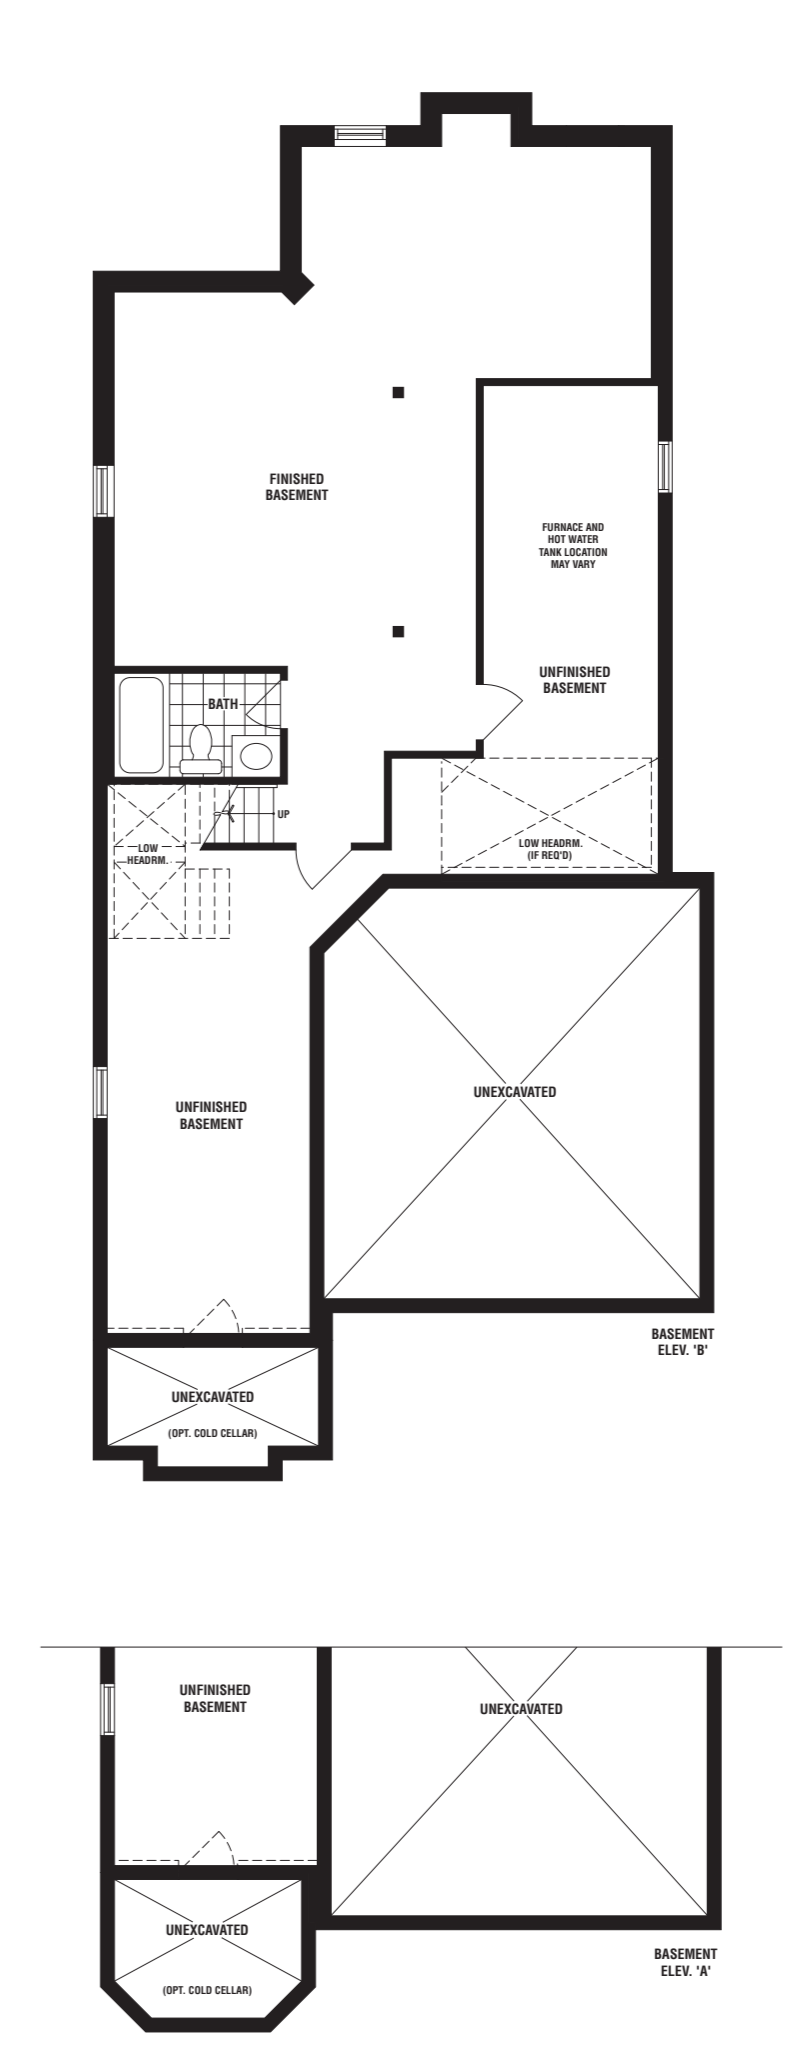 FINISHED
BASEMENT
FURNACE AND
HOT WATER
TANK LOCATION
MAY VARY
UNFINISHED
BASEMENT
BATH
UP
LOW
HEADRM.
LOW HEADRM.
(IF REQ'D)
UNEXCAVATED
UNFINISHED
BASEMENT
BASEMENT
ELEV. 'B'
UNEXCAVATED
(OPT. COLD CELLAR)
UNFINISHED
BASEMENT
UNEXCAVATED
UNEXCAVATED
(OPT. COLD CELLAR)
BASEMENT
ELEV. 'A'